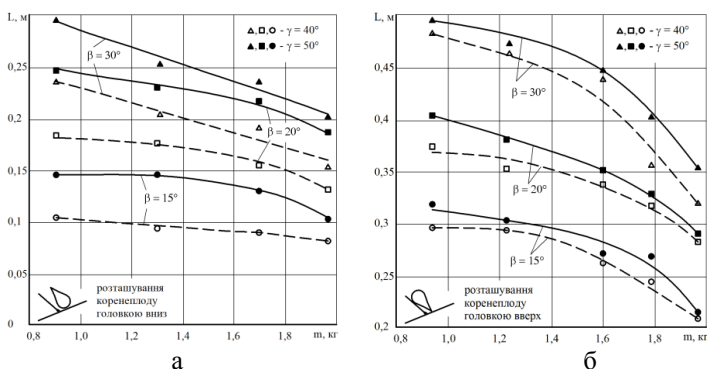 L, м
- γ = 40°
- γ = 50°
β = 30°
0,25
0,2
β = 20°
0,15
β = 15°
0,1
0,05
розташування
коренеплоду
головкою вниз
0
0,8 1,0 1,2 1,4 1,6 1,8 m, кг
а
L, м
- γ = 40°
- γ = 50°
0,45
β = 30°
0,4
0,35
β = 20°
0,3
β = 15°
0,25
розташування
коренеплоду
головкою вверх
0,2
0,8 1,0 1,2 1,4 1,6 1,8 m, кг
б